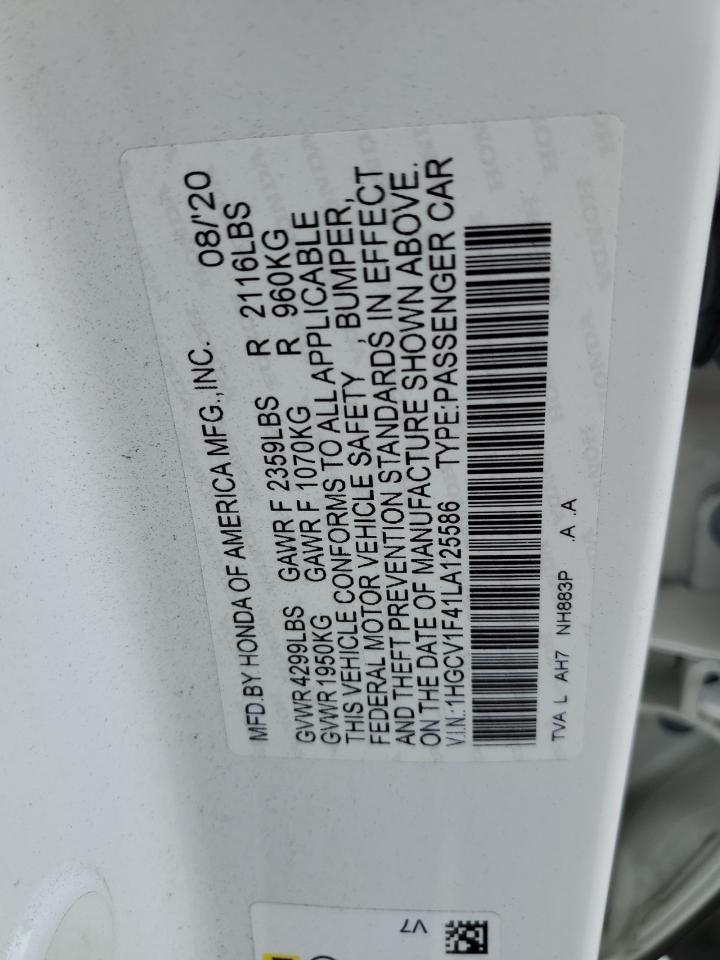 MFD.BY HONDA OF AMERICA MFG.,INC. 08/'20
GVWR 4299LBS GAWR F 2359LBS R 2116LBS
GVWR 1950KG GAWR F 1070KG R 960KG
THIS VEHICLE CONFORMS TO ALL APPLICABLE
FEDERAL MOTOR VEHICLE SAFETY , BUMPER,
AND THEFT PREVENTION STANDARDS IN EFFECT
ON THE DATE OF MANUFACTURE SHOWN ABOVE.
V.I.N.:1HGCV1F41LA125586 TYPE:PASSENGER CAR
TVA L AH7 NH883P .A .A
V7